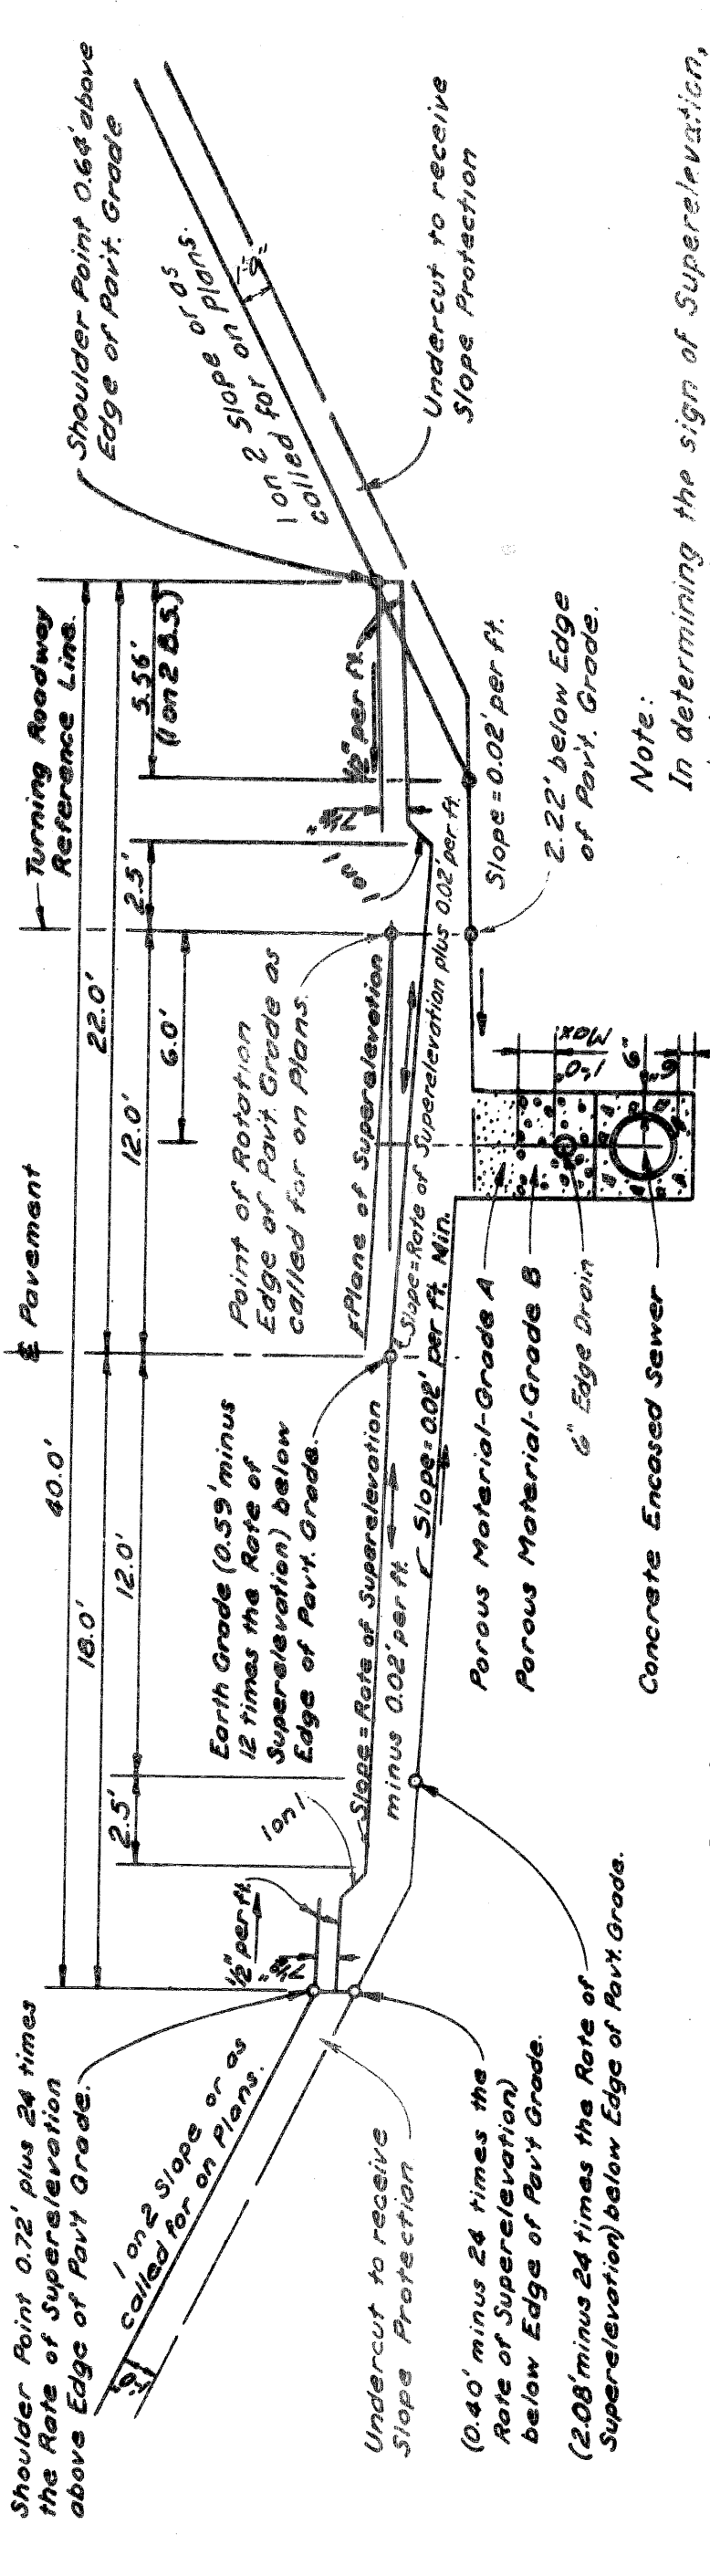 Shoulder Point 0.72' plus 24 times
the Rate of Superelevation
above Edge of Pav't Grade.
1 on 2 Slope or as
called for on Plans.
1'-0"
Undercut to receive
Slope Protection
(0.40' minus 24 times the
Rate of Superelevation)
below Edge of Pav't Grade.
(2.08' minus 24 times the Rate of
Superelevation) below Edge of Pav't. Grade.
40.0'
18.0'
22.0'
2.5'
12.0'
12.0'
2.5'
6.0'
5.56'
(1 on 2 B.S.)
℄ Pavement
Turning Roadway
Reference Line.
Shoulder Point 0.64' above
Edge of Pav't. Grade
1 on 2 Slope or as
called for on plans.
1'-0"
Undercut to receive
Slope Protection
½" per ft.
1 on 1
Earth Grade (0.59' minus
12 times the Rate of
Superelevation) below
Edge of Pav't. Grade.
Point of Rotation
Edge of Pav't. Grade as
called for on Plans.
Plane of Superelevation
½" per ft.
1 on 1
Slope = Rate of Superelevation
minus 0.02' per ft.
Slope = Rate of Superelevation plus 0.02' per ft.
Slope = 0.02' per ft. Min.
Slope = 0.02' per ft.
2.22' below Edge
of Pav't. Grade.
Porous Material-Grade A
Porous Material-Grade B
6" Edge Drain
Concrete Encased Sewer
1'-0"
Max.
6"
6"
Note:
In determining the sign of Superelevation,